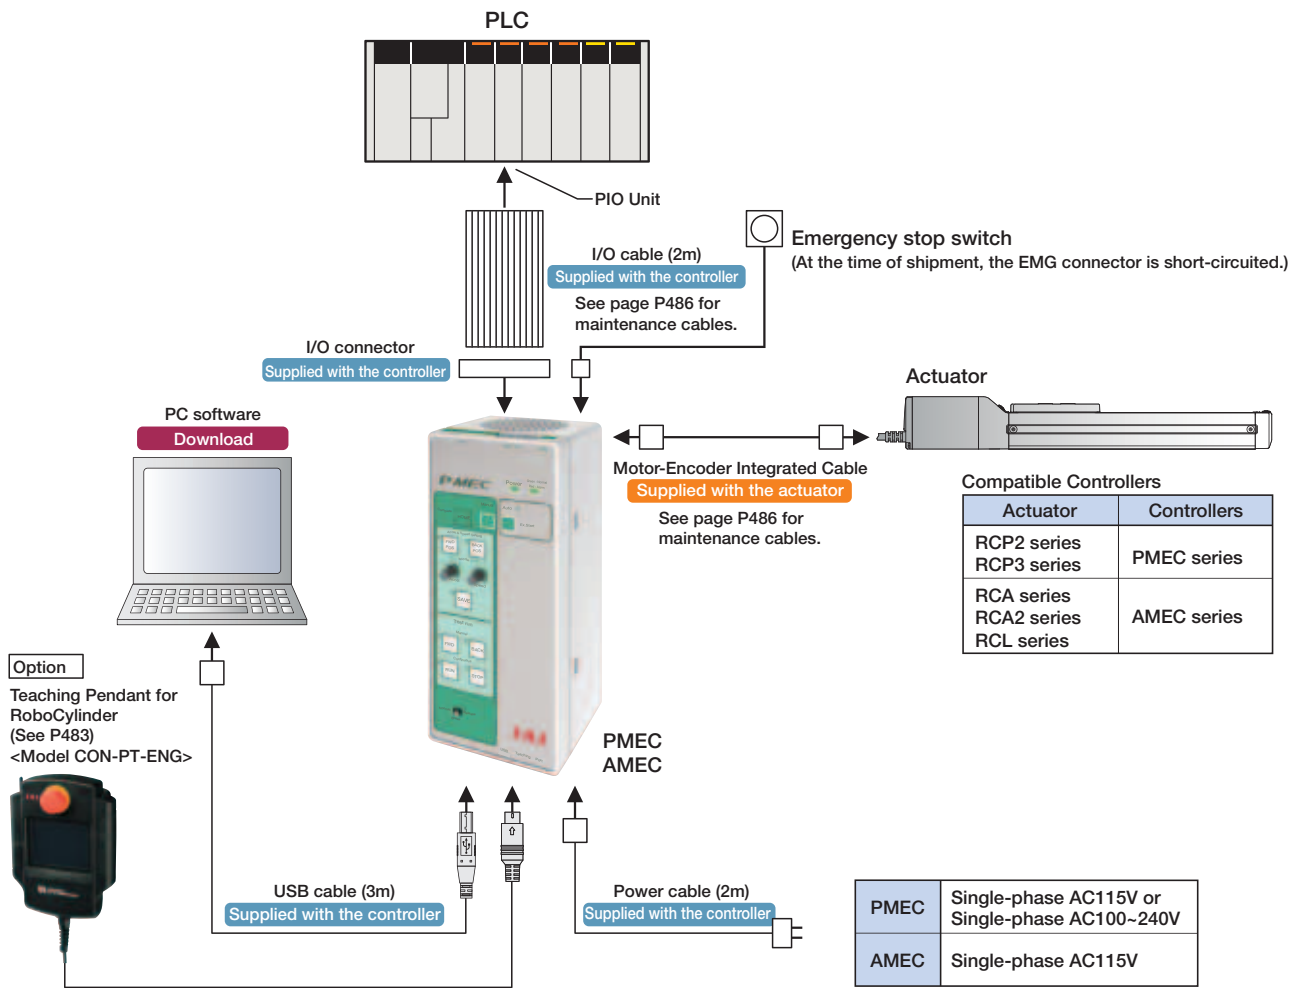 PLC
PIO Unit
I/O cable (2m)
Supplied with the controller
See page P486 for
maintenance cables.
Emergency stop switch
(At the time of shipment, the EMG connector is short-circuited.)
I/O connector
Supplied with the controller
PC software
Download
Actuator
Motor-Encoder Integrated Cable
Supplied with the actuator
See page P486 for
maintenance cables.
Compatible Controllers
Actuator Controllers
RCP2 series
RCP3 series
PMEC series
RCA series
RCA2 series
RCL series
AMEC series
PMEC
Power
SAVE
STOP
IAI
Option
Teaching Pendant for
RoboCylinder
(See P483)
<Model CON-PT-ENG>
PMEC
AMEC
USB cable (3m)
Supplied with the controller
Power cable (2m)
Supplied with the controller
PMEC
Single-phase AC115V or
Single-phase AC100~240V
AMEC
Single-phase AC115V